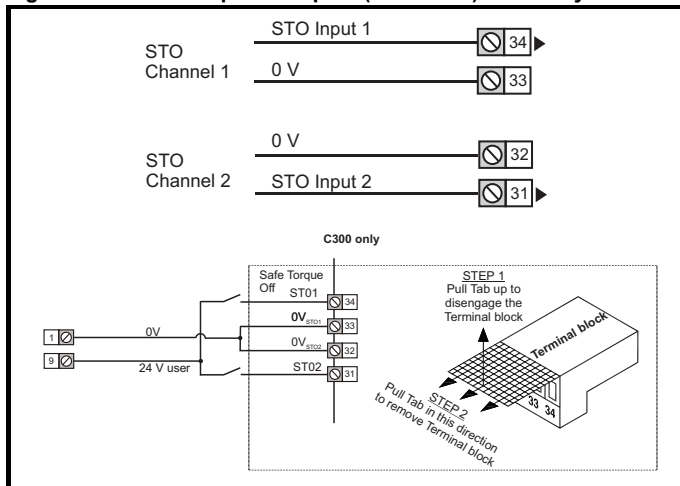 STO Input 1
34
STO
Channel 1
0 V
33
0 V
32
STO
Channel 2
STO Input 2
31
C300 only
Safe Torque
Off
ST01
34
0V STO1
33
1
0V
0V STO2
32
9
24 V user
ST02
31
STEP 1
Pull Tab up to
disengage the
Terminal block
Terminal block
33 34
STEP 2
Pull Tab in this direction
to remove Terminal block